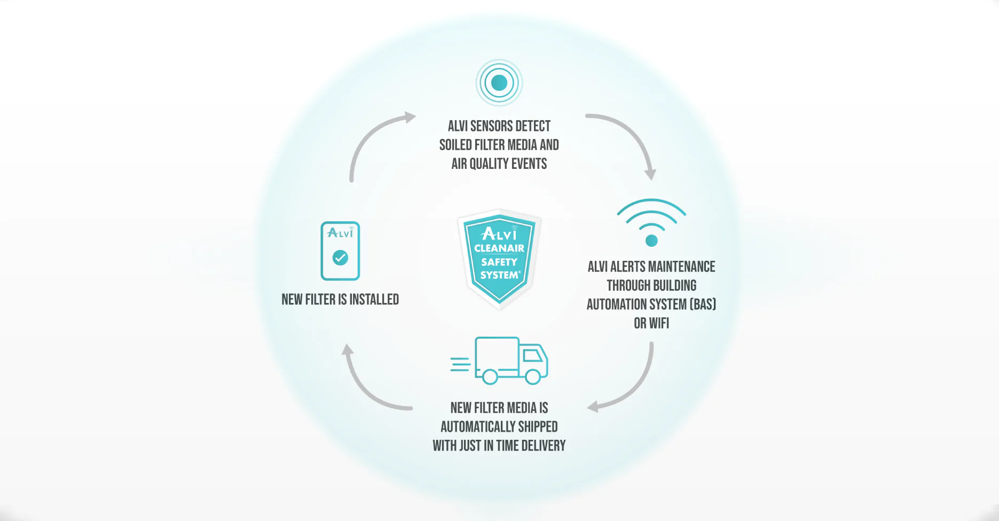 ALVI SENSORS DETECT
SOILED FILTER MEDIA AND
AIR QUALITY EVENTS
ALVI ALERTS MAINTENANCE
THROUGH BUILDING
AUTOMATION SYSTEM (BAS)
OR WIFI
NEW FILTER MEDIA IS
AUTOMATICALLY SHIPPED
WITH JUST IN TIME DELIVERY
ALVI
NEW FILTER IS INSTALLED
ALVI
CLEANAIR
SAFETY
SYSTEM®